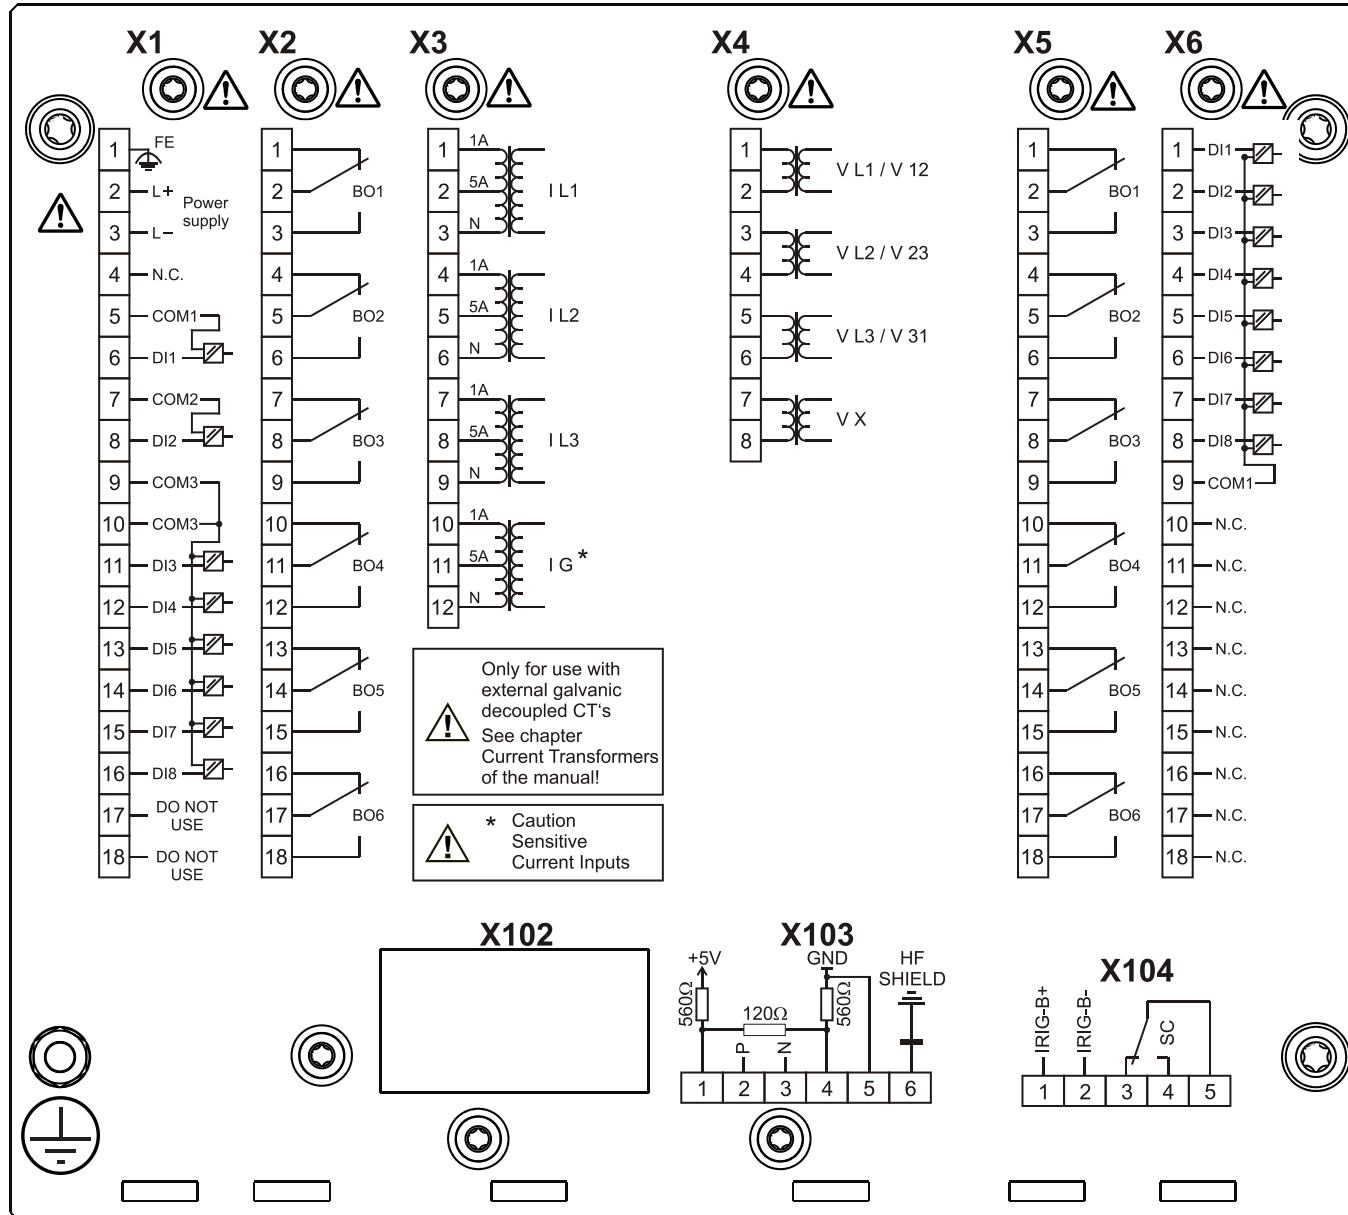 X1
X2
X3
X4
X5
X6
1 FE
2 L+
3 L−
Power
supply
4 N.C.
5 COM1
6 DI1
7 COM2
8 DI2
9 COM3
10 COM3
11 DI3
12 DI4
13 DI5
14 DI6
15 DI7
16 DI8
17 DO NOT
USE
18 DO NOT
USE
1
2 BO1
3
4
5 BO2
6
7
8 BO3
9
10
11 BO4
12
13
14 BO5
15
16
17 BO6
18
1 1A
2 5A I L1
3 N
4 1A
5 5A I L2
6 N
7 1A
8 5A I L3
9 N
10 1A
11 5A I G *
12 N
Only for use with
external galvanic
decoupled CT‘s
See chapter
Current Transformers
of the manual!
* Caution
Sensitive
Current Inputs
1
V L1 / V 12
2
3
V L2 / V 23
4
5
V L3 / V 31
6
7
V X
8
1
2 BO1
3
4
5 BO2
6
7
8 BO3
9
10
11 BO4
12
13
14 BO5
15
16
17 BO6
18
1 DI1
2 DI2
3 DI3
4 DI4
5 DI5
6 DI6
7 DI7
8 DI8
9 COM1
10 N.C.
11 N.C.
12 N.C.
13 N.C.
14 N.C.
15 N.C.
16 N.C.
17 N.C.
18 N.C.
X102
X103
+5V
GND
HF
SHIELD
560Ω
120Ω
560Ω
P
N
1 2 3 4 5 6
X104
IRIG-B+
IRIG-B-
SC
1 2 3 4 5